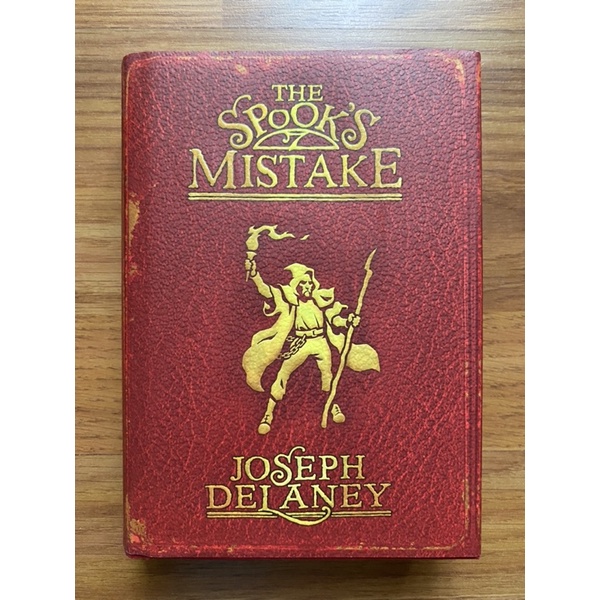 THE
SPOOK'S
MISTAKE
JOSEPH
DELANEY